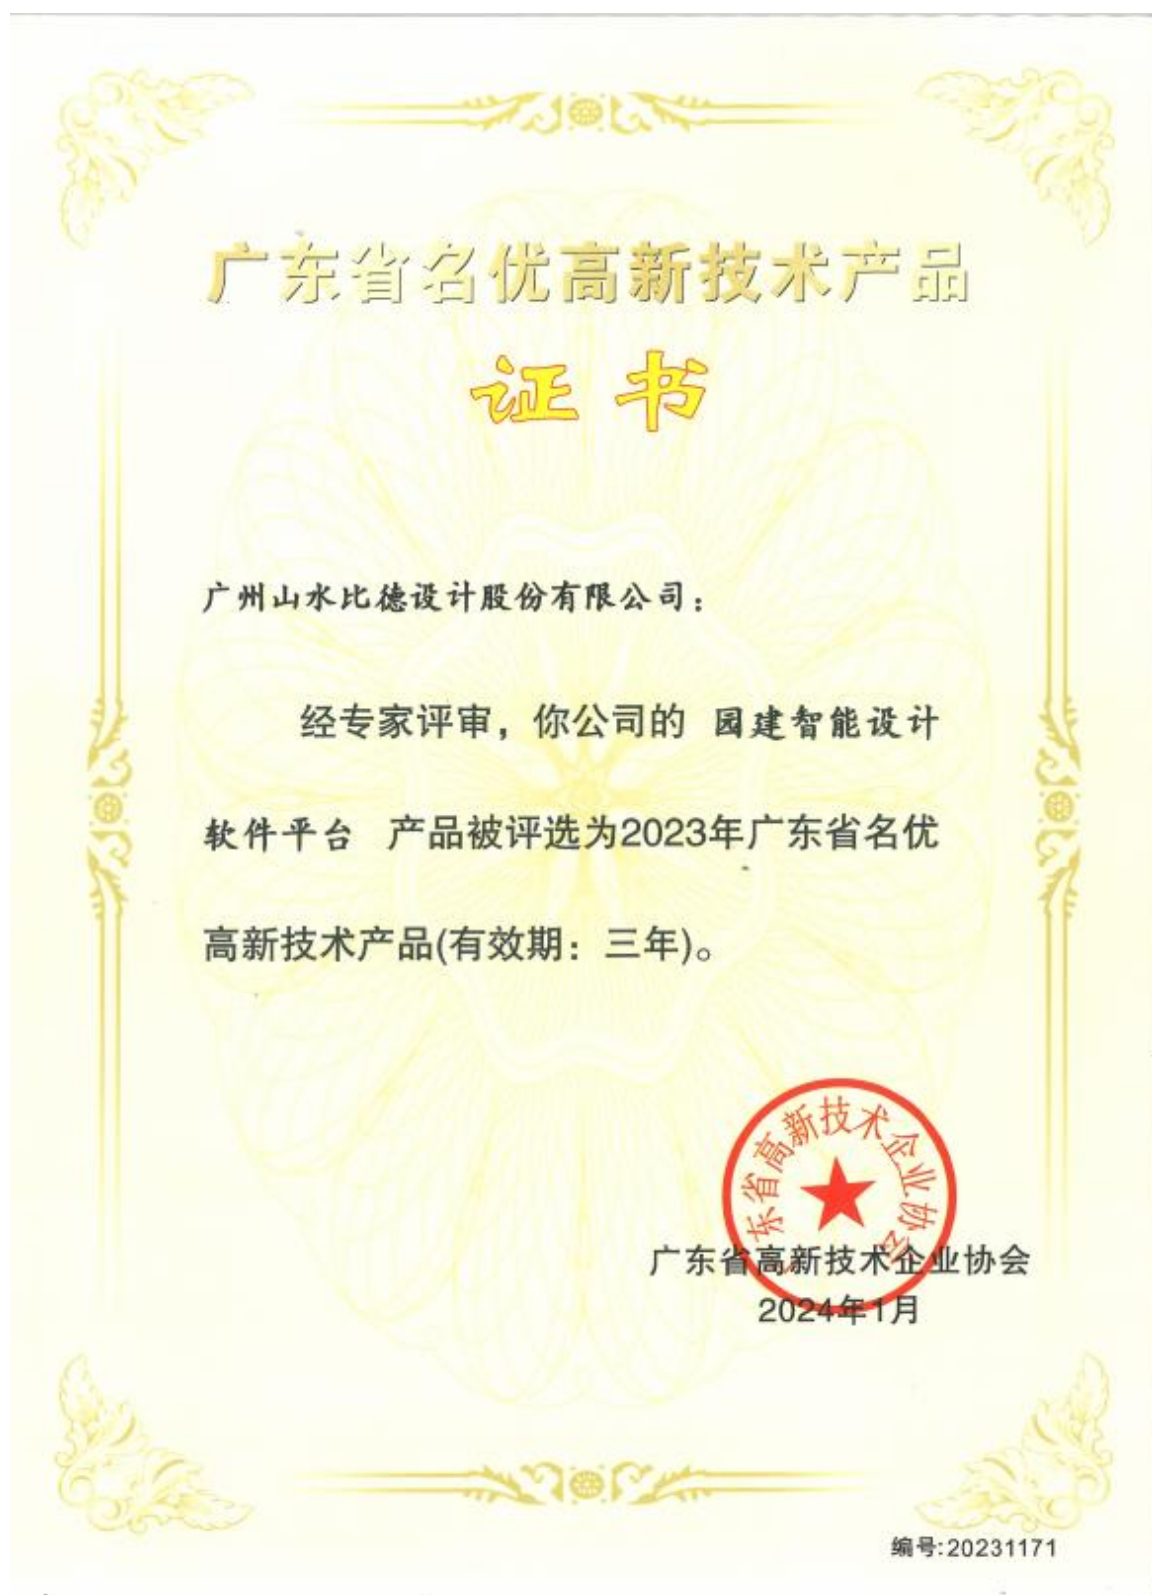 广东省名优高新技术产品
证书
广州山水比德设计股份有限公司：
经专家评审，你公司的 园建智能设计
软件平台 产品被评选为2023年广东省名优
高新技术产品(有效期：三年)。
广东省高新技术企业协会
广东省高新技术企业协会
2024年1月
编号:20231171